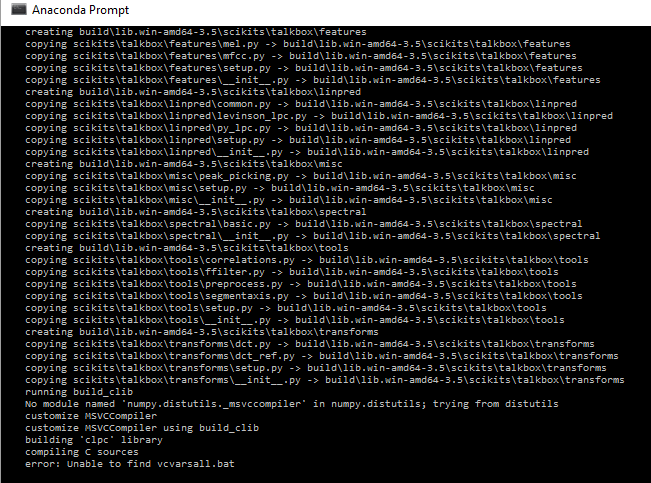 Anaconda Prompt
creating build\lib.win-amd64-3.5\scikits\talkbox\features
copying scikits\talkbox\features\mel.py -> build\lib.win-amd64-3.5\scikits\talkbox\features
copying scikits\talkbox\features\mfcc.py -> build\lib.win-amd64-3.5\scikits\talkbox\features
copying scikits\talkbox\features\setup.py -> build\lib.win-amd64-3.5\scikits\talkbox\features
copying scikits\talkbox\features\__init__.py -> build\lib.win-amd64-3.5\scikits\talkbox\features
creating build\lib.win-amd64-3.5\scikits\talkbox\linpred
copying scikits\talkbox\linpred\common.py -> build\lib.win-amd64-3.5\scikits\talkbox\linpred
copying scikits\talkbox\linpred\levinson_lpc.py -> build\lib.win-amd64-3.5\scikits\talkbox\linpred
copying scikits\talkbox\linpred\py_lpc.py -> build\lib.win-amd64-3.5\scikits\talkbox\linpred
copying scikits\talkbox\linpred\setup.py -> build\lib.win-amd64-3.5\scikits\talkbox\linpred
copying scikits\talkbox\linpred\__init__.py -> build\lib.win-amd64-3.5\scikits\talkbox\linpred
creating build\lib.win-amd64-3.5\scikits\talkbox\misc
copying scikits\talkbox\misc\peak_picking.py -> build\lib.win-amd64-3.5\scikits\talkbox\misc
copying scikits\talkbox\misc\setup.py -> build\lib.win-amd64-3.5\scikits\talkbox\misc
copying scikits\talkbox\misc\__init__.py -> build\lib.win-amd64-3.5\scikits\talkbox\misc
creating build\lib.win-amd64-3.5\scikits\talkbox\spectral
copying scikits\talkbox\spectral\basic.py -> build\lib.win-amd64-3.5\scikits\talkbox\spectral
copying scikits\talkbox\spectral\__init__.py -> build\lib.win-amd64-3.5\scikits\talkbox\spectral
creating build\lib.win-amd64-3.5\scikits\talkbox\tools
copying scikits\talkbox\tools\correlations.py -> build\lib.win-amd64-3.5\scikits\talkbox\tools
copying scikits\talkbox\tools\ffilter.py -> build\lib.win-amd64-3.5\scikits\talkbox\tools
copying scikits\talkbox\tools\preprocess.py -> build\lib.win-amd64-3.5\scikits\talkbox\tools
copying scikits\talkbox\tools\segmentaxis.py -> build\lib.win-amd64-3.5\scikits\talkbox\tools
copying scikits\talkbox\tools\setup.py -> build\lib.win-amd64-3.5\scikits\talkbox\tools
copying scikits\talkbox\tools\__init__.py -> build\lib.win-amd64-3.5\scikits\talkbox\tools
creating build\lib.win-amd64-3.5\scikits\talkbox\transforms
copying scikits\talkbox\transforms\dct.py -> build\lib.win-amd64-3.5\scikits\talkbox\transforms
copying scikits\talkbox\transforms\dct_ref.py -> build\lib.win-amd64-3.5\scikits\talkbox\transforms
copying scikits\talkbox\transforms\setup.py -> build\lib.win-amd64-3.5\scikits\talkbox\transforms
copying scikits\talkbox\transforms\__init__.py -> build\lib.win-amd64-3.5\scikits\talkbox\transforms
running build_clib
No module named 'numpy.distutils._msvccompiler' in numpy.distutils; trying from distutils
customize MSVCCompiler
customize MSVCCompiler using build_clib
building 'clpc' library
compiling C sources
error: Unable to find vcvarsall.bat